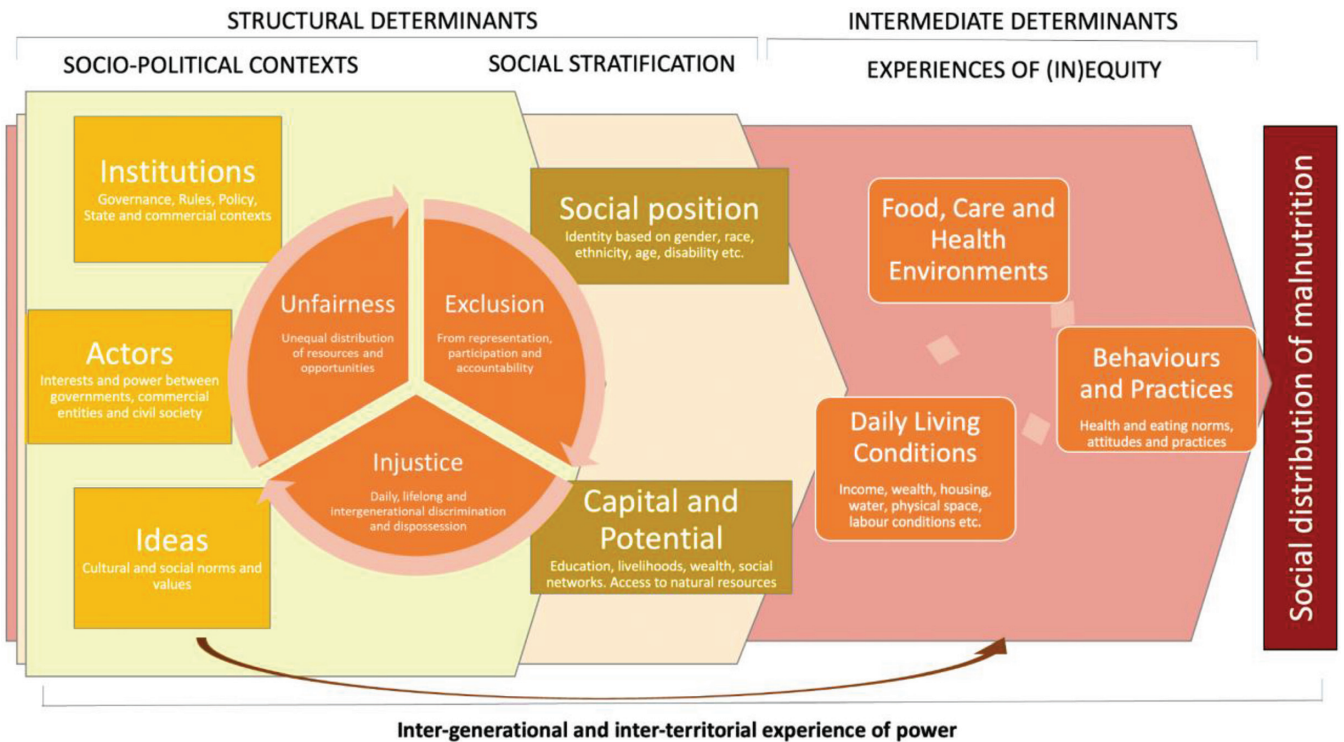 STRUCTURAL DETERMINANTS
INTERMEDIATE DETERMINANTS
SOCIO-POLITICAL CONTEXTS
SOCIAL STRATIFICATION
EXPERIENCES OF (IN)EQUITY
Institutions
Governance, Rules, Policy,
State and commercial contexts
Actors
Interests and power between
governments, commercial
entities and civil society
Ideas
Cultural and social norms and
values
Unfairness
Unequal distribution
of resources and
opportunities
Exclusion
From representation,
participation and
accountability
Injustice
Daily, lifelong and
intergenerational discrimination
and dispossession
Social position
Identity based on gender, race,
ethnicity, age, disability etc.
Capital and
Potential
Education, livelihoods, wealth, social
networks. Access to natural resources
Food, Care and
Health
Environments
Daily Living
Conditions
Income, wealth, housing,
water, physical space,
labour conditions etc.
Behaviours
and Practices
Health and eating norms,
attitudes and practices
Social distribution of malnutrition
Inter-generational and inter-territorial experience of power